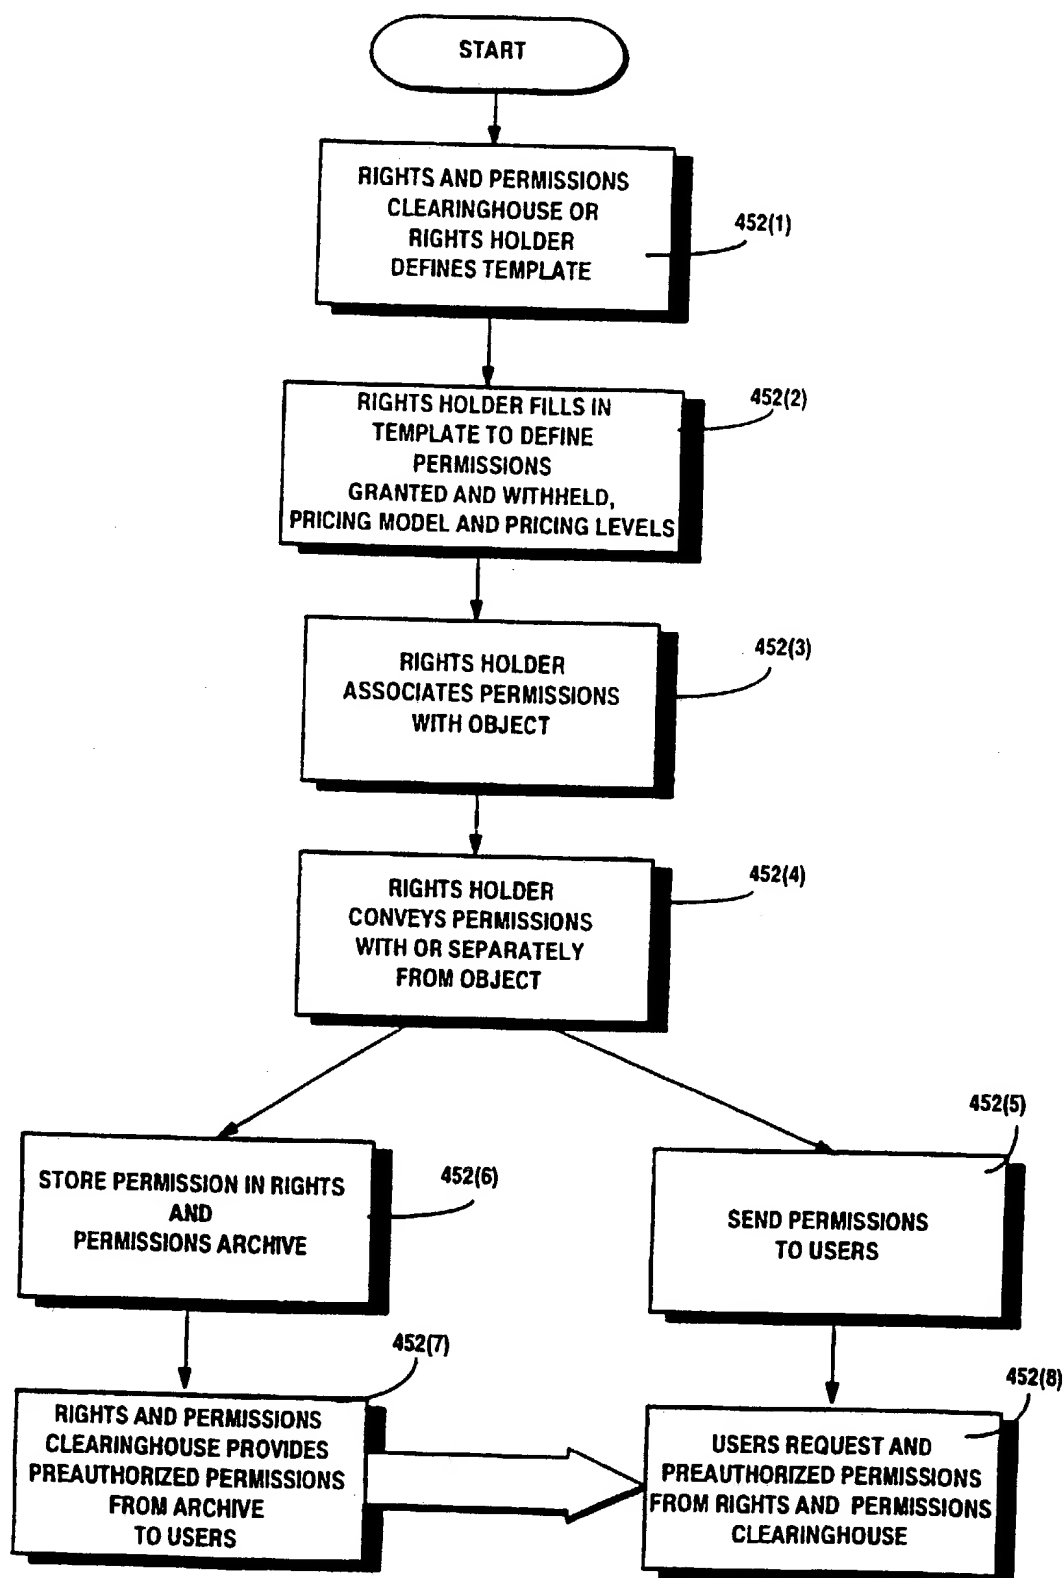 START
RIGHTS AND PERMISSIONS
CLEARINGHOUSE OR
RIGHTS HOLDER
DEFINES TEMPLATE
452(1)
RIGHTS HOLDER FILLS IN
TEMPLATE TO DEFINE
PERMISSIONS
GRANTED AND WITHHELD,
PRICING MODEL AND PRICING LEVELS
452(2)
RIGHTS HOLDER
ASSOCIATES PERMISSIONS
WITH OBJECT
452(3)
RIGHTS HOLDER
CONVEYS PERMISSIONS
WITH OR SEPARATELY
FROM OBJECT
452(4)
STORE PERMISSION IN RIGHTS
AND
PERMISSIONS ARCHIVE
452(6)
SEND PERMISSIONS
TO USERS
452(5)
RIGHTS AND PERMISSIONS
CLEARINGHOUSE PROVIDES
PREAUTHORIZED PERMISSIONS
FROM ARCHIVE
TO USERS
452(7)
USERS REQUEST AND
PREAUTHORIZED PERMISSIONS
FROM RIGHTS AND PERMISSIONS
CLEARINGHOUSE
452(8)